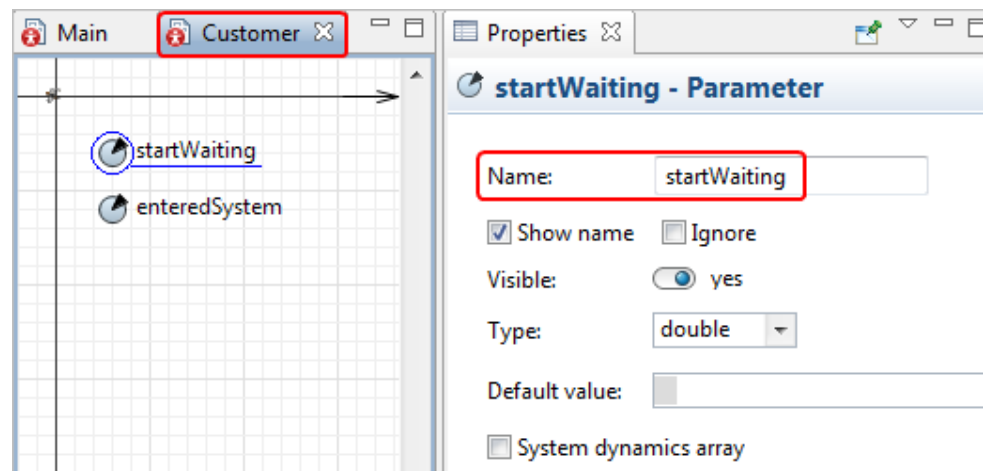 Main
Customer
startWaiting
enteredSystem
Properties
startWaiting - Parameter
Name: startWaiting
Show name Ignore
Visible: yes
Type: double
Default value:
System dynamics array